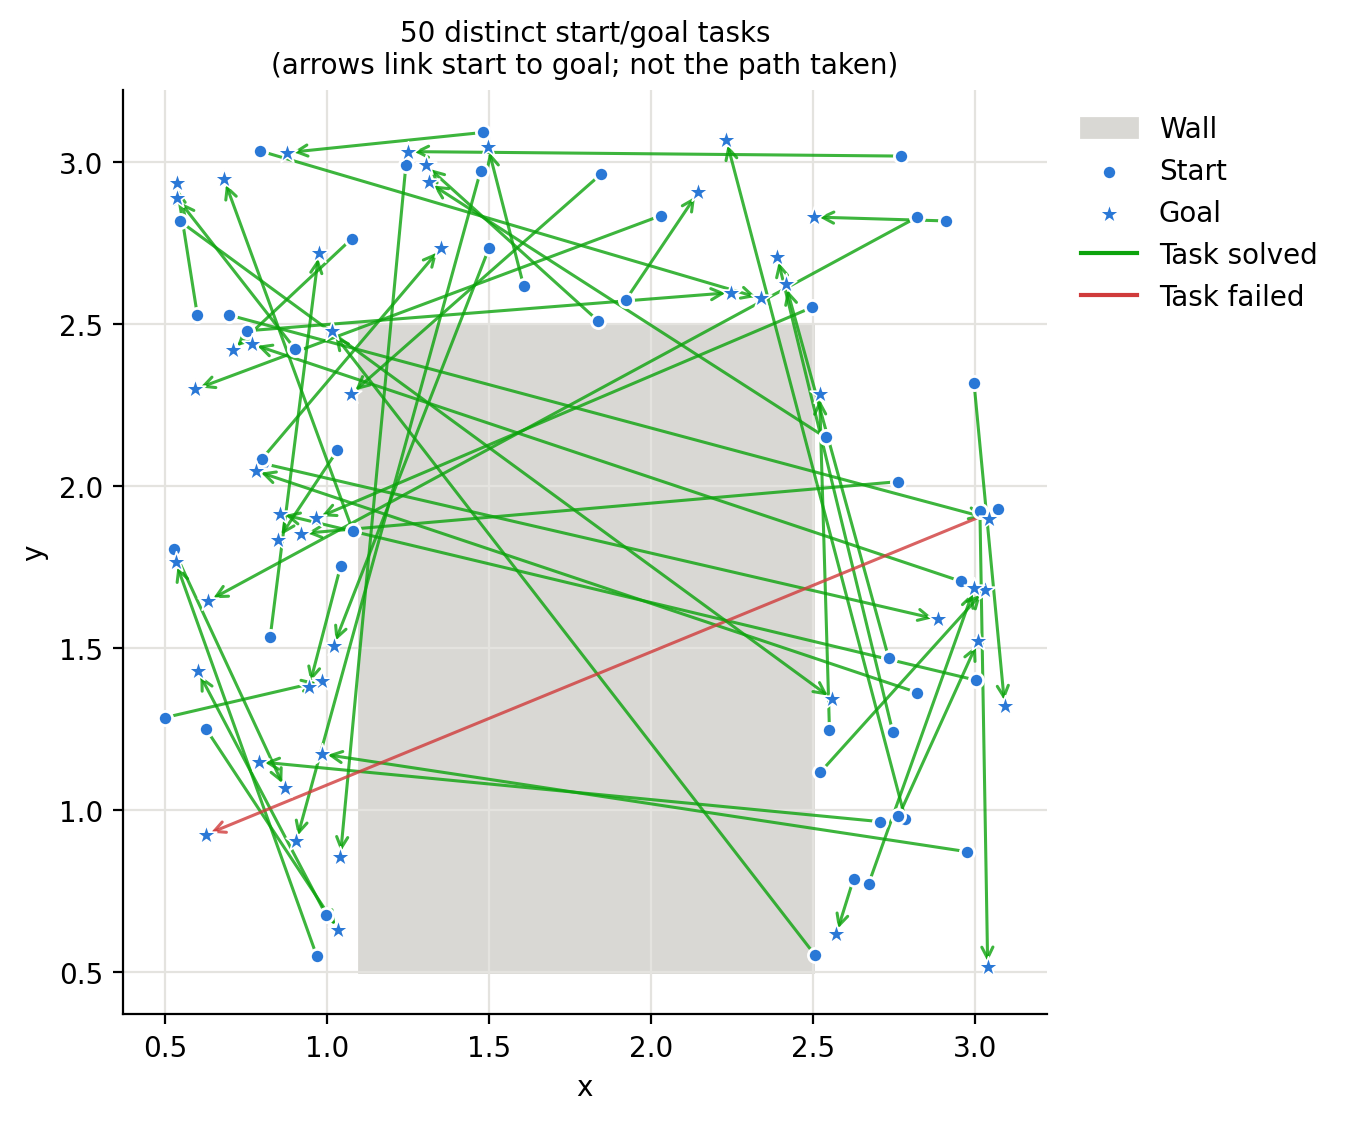 50 distinct start/goal tasks
(arrows link start to goal; not the path taken)
Wall
Start
Goal
Task solved
Task failed
3.0
2.5
2.0
1.5
1.0
0.5
y
0.5 1.0 1.5 2.0 2.5 3.0
x